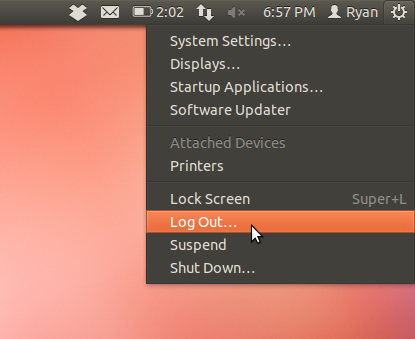 2:02 6:57 PM Ryan
System Settings…
Displays…
Startup Applications…
Software Updater
Attached Devices
Printers
Lock Screen Super+L
Log Out…
Suspend
Shut Down…